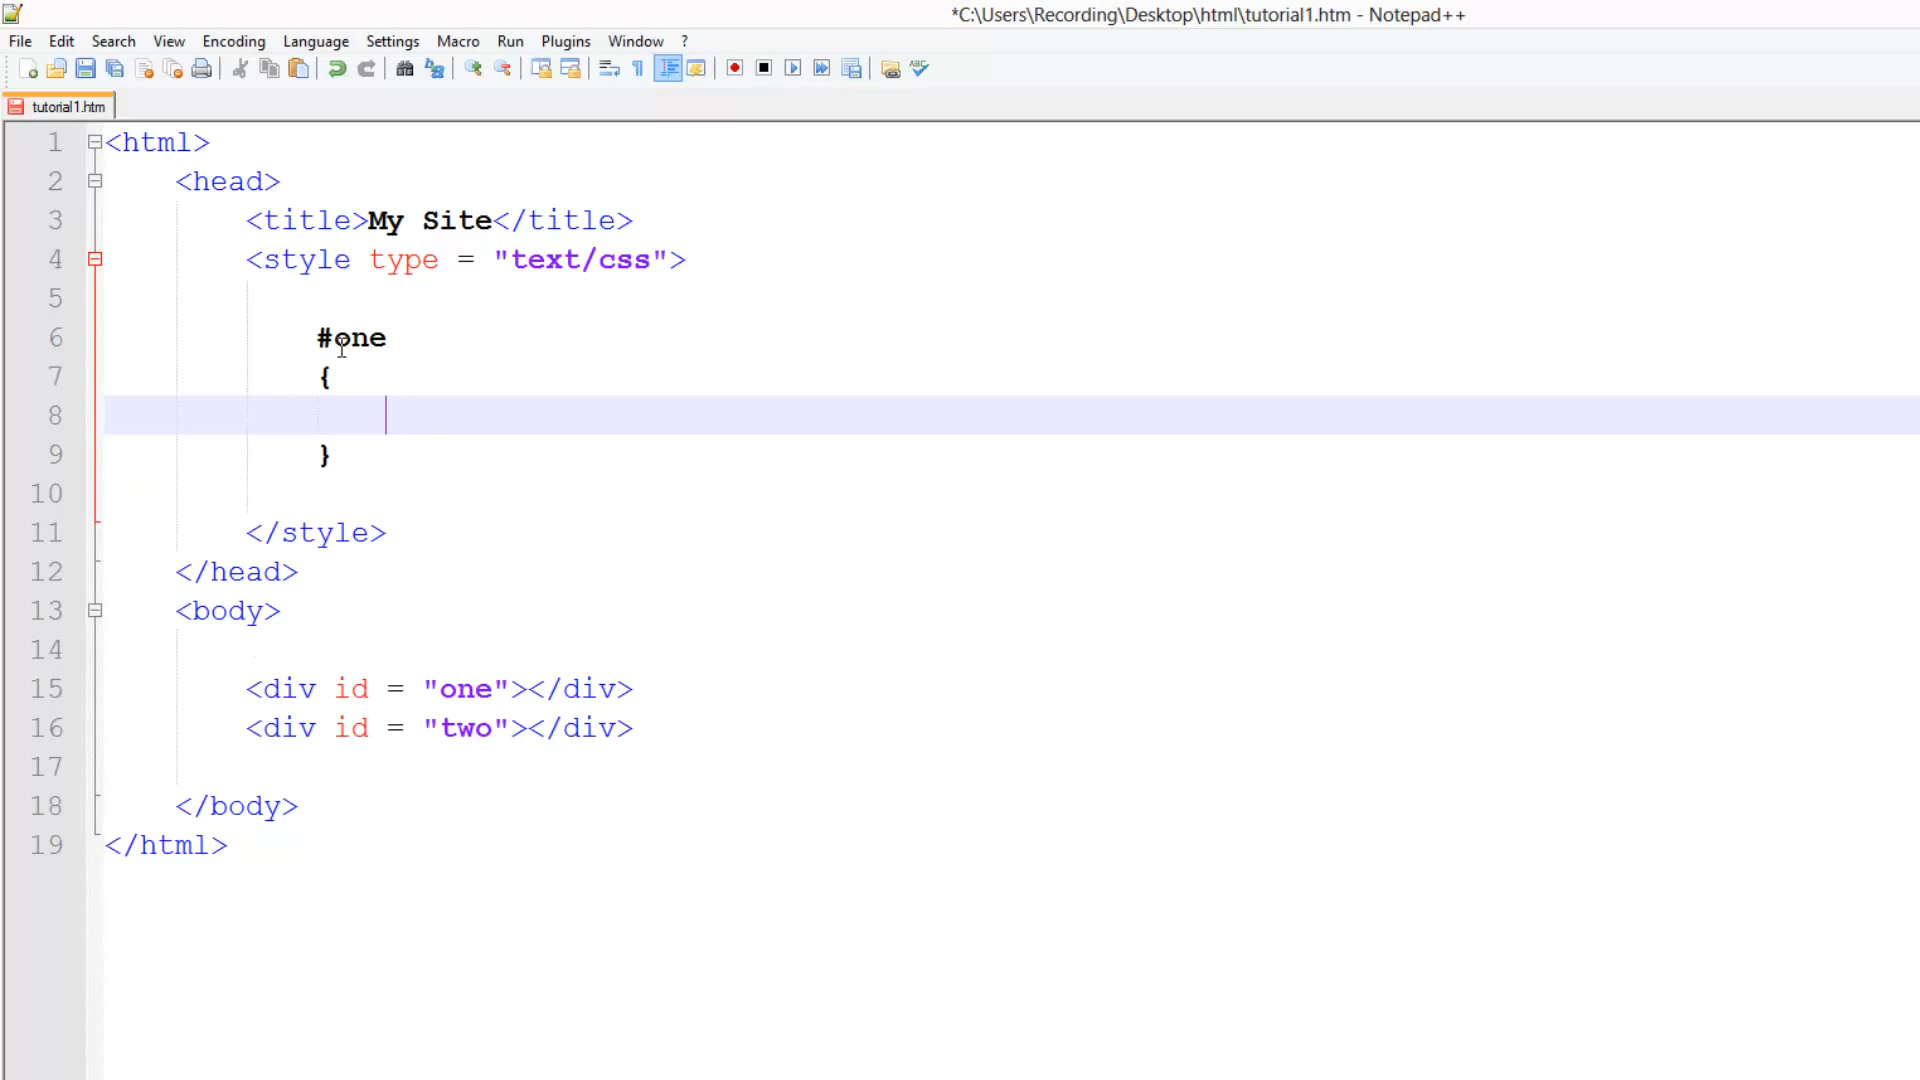 *C:\Users\Recording\Desktop\html\tutorial1.htm - Notepad++
File Edit Search View Encoding Language Settings Macro Run Plugins Window ?
ABC
tutorial1.htm
1 <html>
2 <head>
3 <title>My Site</title>
4 <style type = "text/css">
5
6 #one
7 {
8
9 }
10
11 </style>
12 </head>
13 <body>
14
15 <div id = "one"></div>
16 <div id = "two"></div>
17
18 </body>
19 </html>